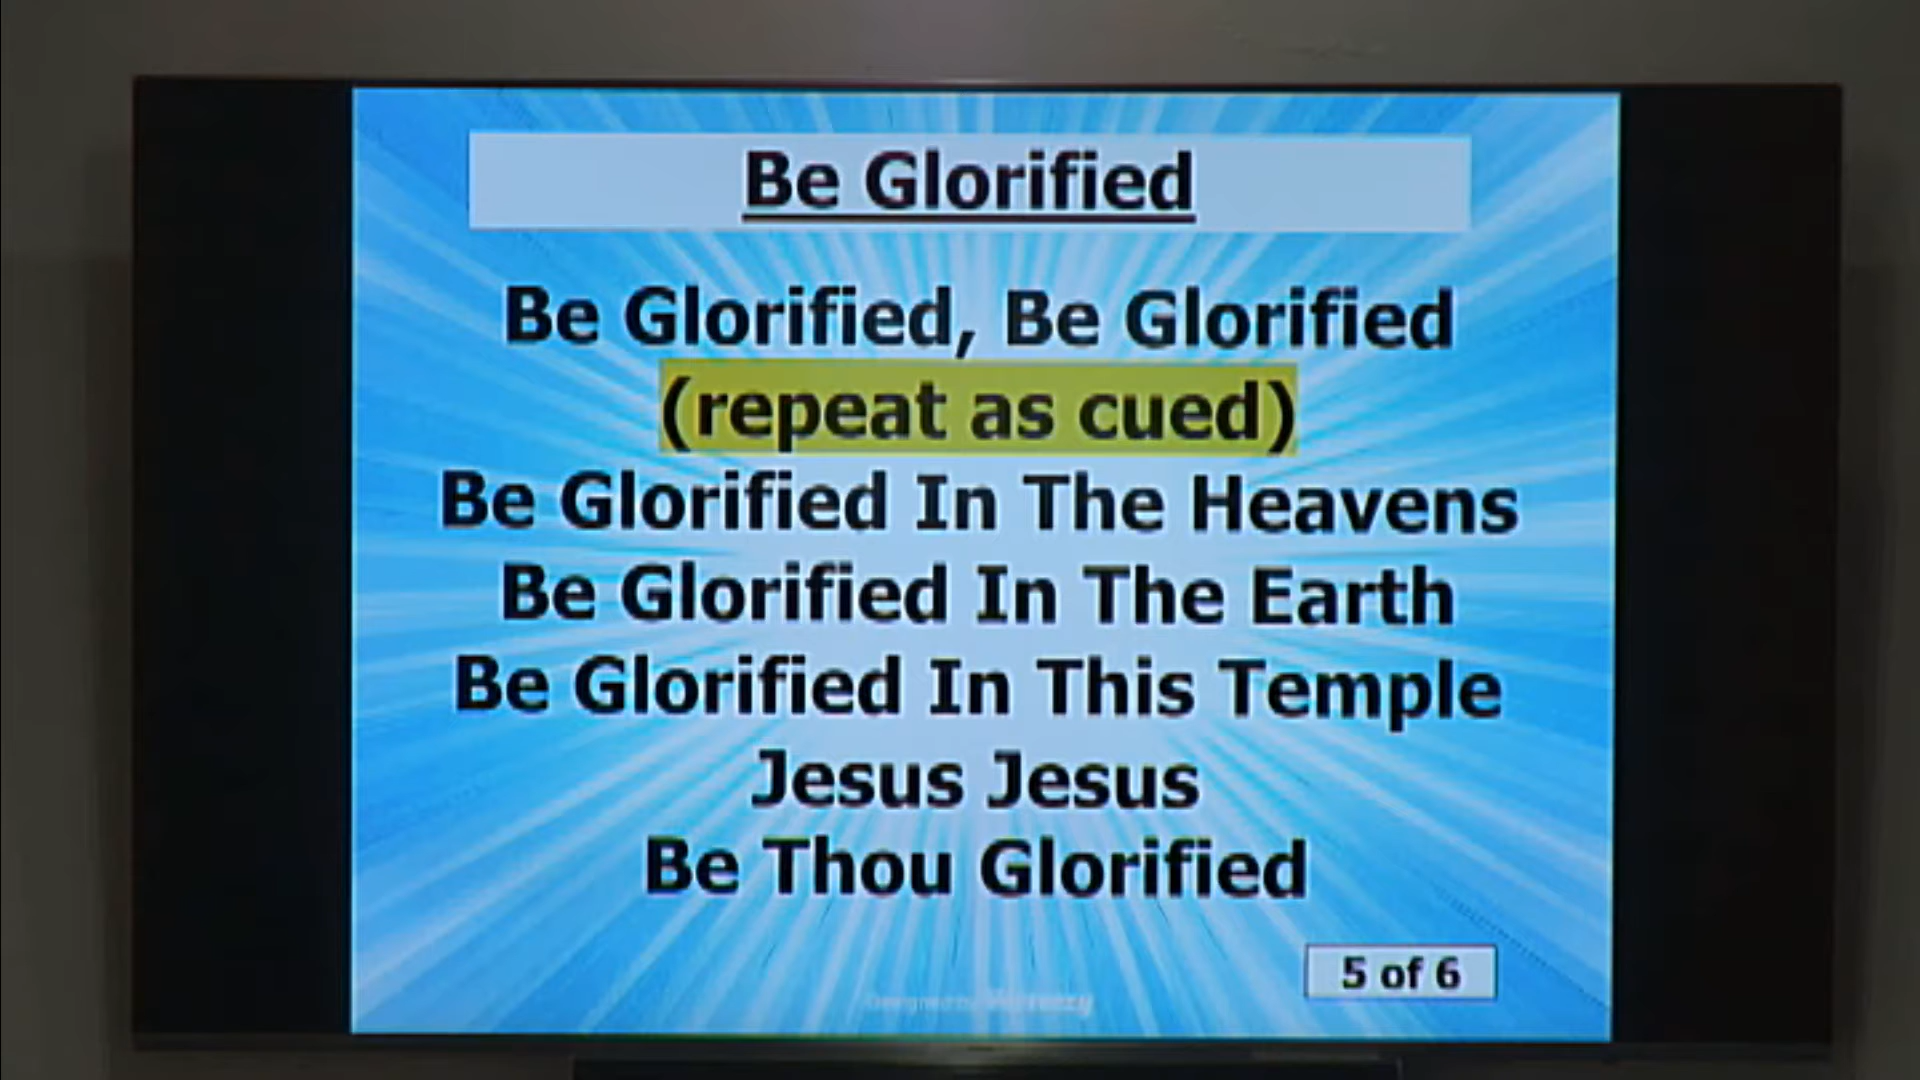 Be Glorified
Be Glorified, Be Glorified
(repeat as cued)
Be Glorified In The Heavens
Be Glorified In The Earth
Be Glorified In This Temple
Jesus Jesus
Be Thou Glorified
5 of 6